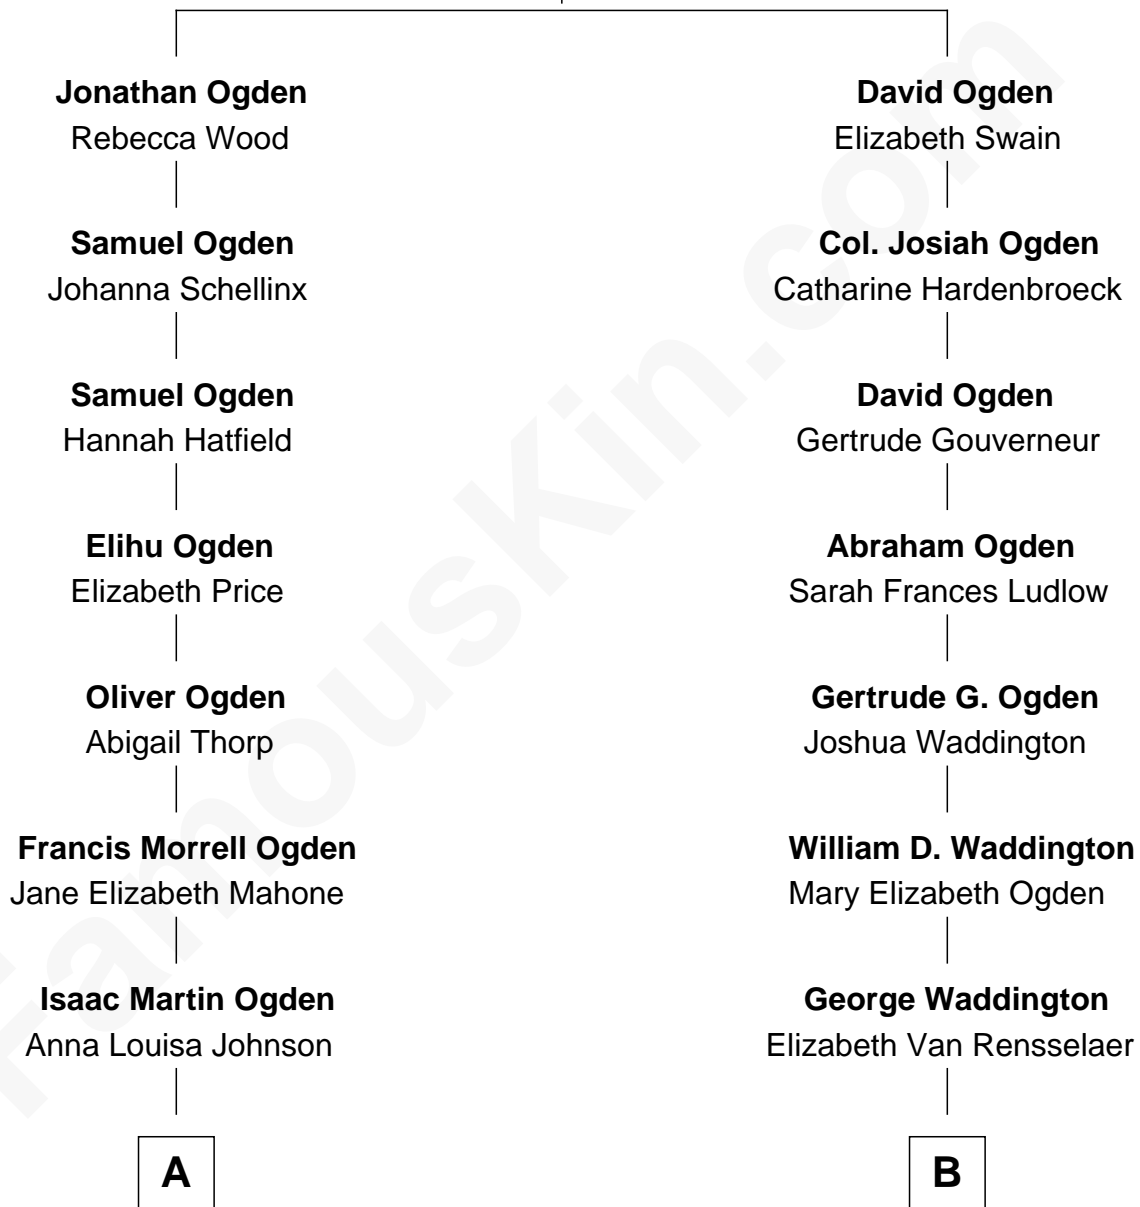 Jonathan Ogden
Rebecca Wood
Samuel Ogden
Johanna Schellinx
Samuel Ogden
Hannah Hatfield
Elihu Ogden
Elizabeth Price
Oliver Ogden
Abigail Thorp
Francis Morrell Ogden
Jane Elizabeth Mahone
Isaac Martin Ogden
Anna Louisa Johnson
A
David Ogden
Elizabeth Swain
Col. Josiah Ogden
Catharine Hardenbroeck
David Ogden
Gertrude Gouverneur
Abraham Ogden
Sarah Frances Ludlow
Gertrude G. Ogden
Joshua Waddington
William D. Waddington
Mary Elizabeth Ogden
George Waddington
Elizabeth Van Rensselaer
B
FamousKin.com